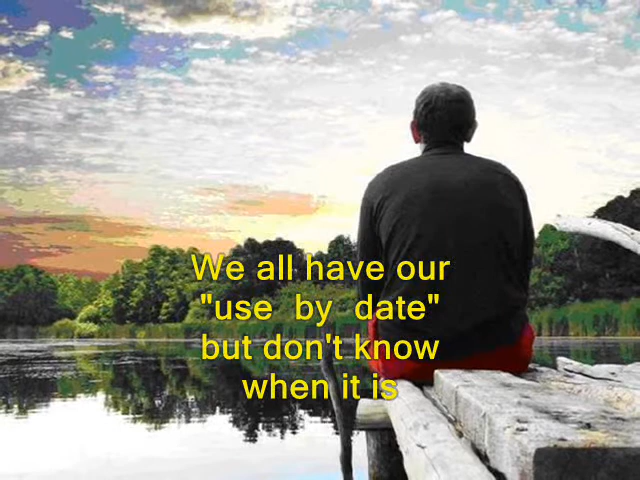 We all have our
"use by date"
but don't know
when it is